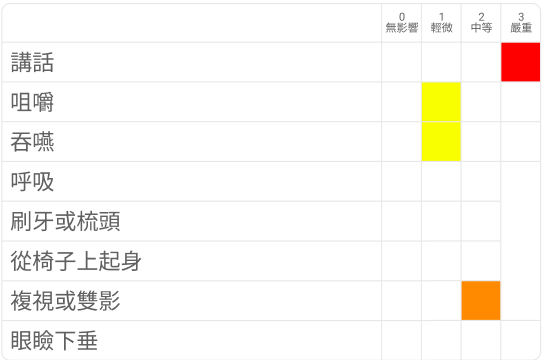 0 1 2 3
無影響 輕微 中等 嚴重
講話
咀嚼
吞嚥
呼吸
刷牙或梳頭
從椅子上起身
複視或雙影
眼瞼下垂